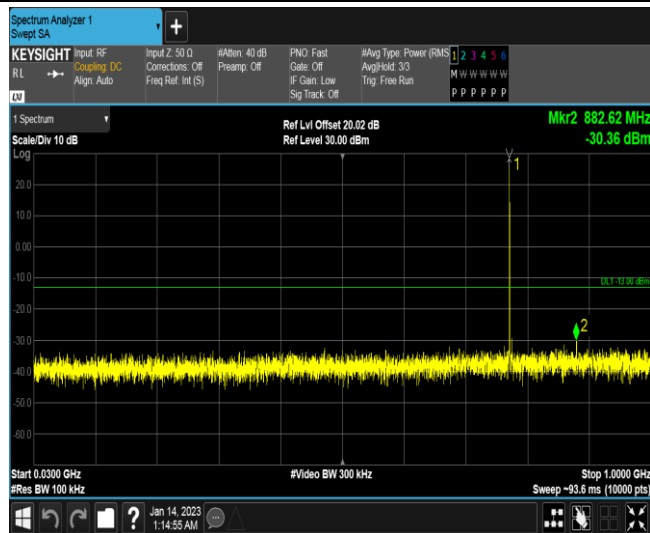 Spectrum Analyzer 1
Swept SA
+
KEYSIGHT Input: RF Input Z: 50 Ω #Atten: 40 dB PNO: Fast #Avg Type: Power (RMS 1 2 3 4 5 6
RL Coupling: DC Corrections: Off Preamp: Off Gate: Off Avg|Hold: 3/3 M W W W W W
Align: Auto Freq Ref: Int (S) IF Gain: Low Trig: Free Run
Sig Track: Off P P P P P P
LXI
1 Spectrum Ref Lvl Offset 20.02 dB Mkr2 882.62 MHz
Scale/Div 10 dB Ref Level 30.00 dBm -30.36 dBm
Log
1
20.0
10.0
0.00
-10.0
DL1 -13.00 dBm
-20.0
2
-30.0
-40.0
-50.0
-60.0
Start 0.0300 GHz #Video BW 300 kHz Stop 1.0000 GHz
#Res BW 100 kHz Sweep ~93.6 ms (10000 pts)
? Jan 14, 2023
1:14:55 AM